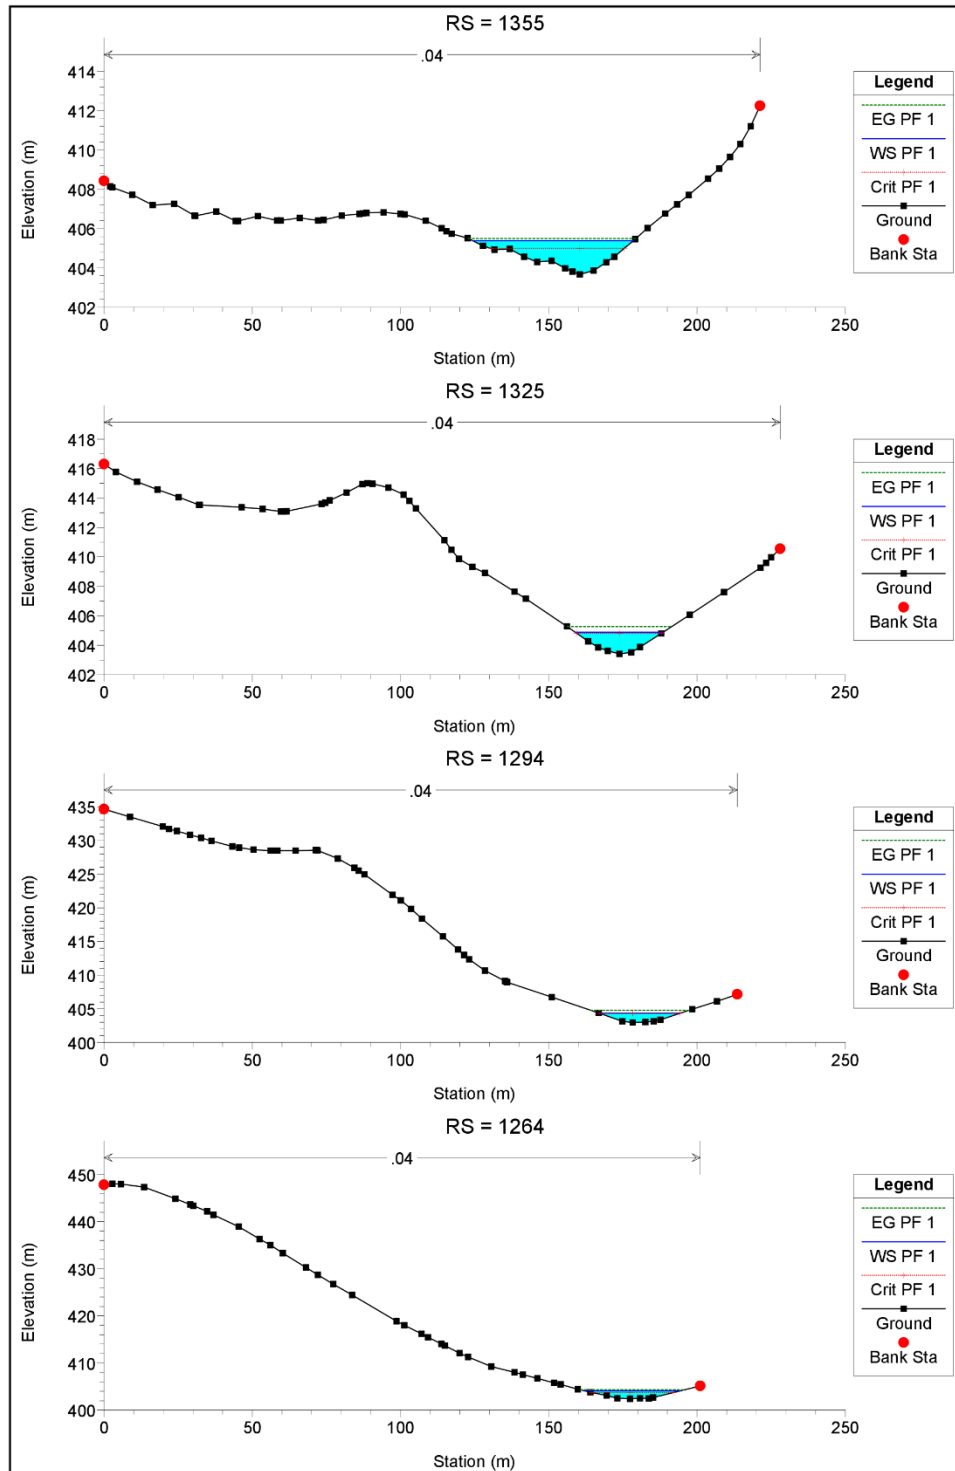 RS = 1355
.04
414
412
410
408
406
404
402
Elevation (m)
0
50
100
150
200
250
Station (m)
Legend
EG PF 1
WS PF 1
Crit PF 1
Ground
Bank Sta
RS = 1325
.04
418
416
414
412
410
408
406
404
402
Elevation (m)
0
50
100
150
200
250
Station (m)
Legend
EG PF 1
WS PF 1
Crit PF 1
Ground
Bank Sta
RS = 1294
.04
435
430
425
420
415
410
405
400
Elevation (m)
0
50
100
150
200
250
Station (m)
Legend
EG PF 1
WS PF 1
Crit PF 1
Ground
Bank Sta
RS = 1264
.04
450
440
430
420
410
400
Elevation (m)
0
50
100
150
200
250
Station (m)
Legend
EG PF 1
WS PF 1
Crit PF 1
Ground
Bank Sta